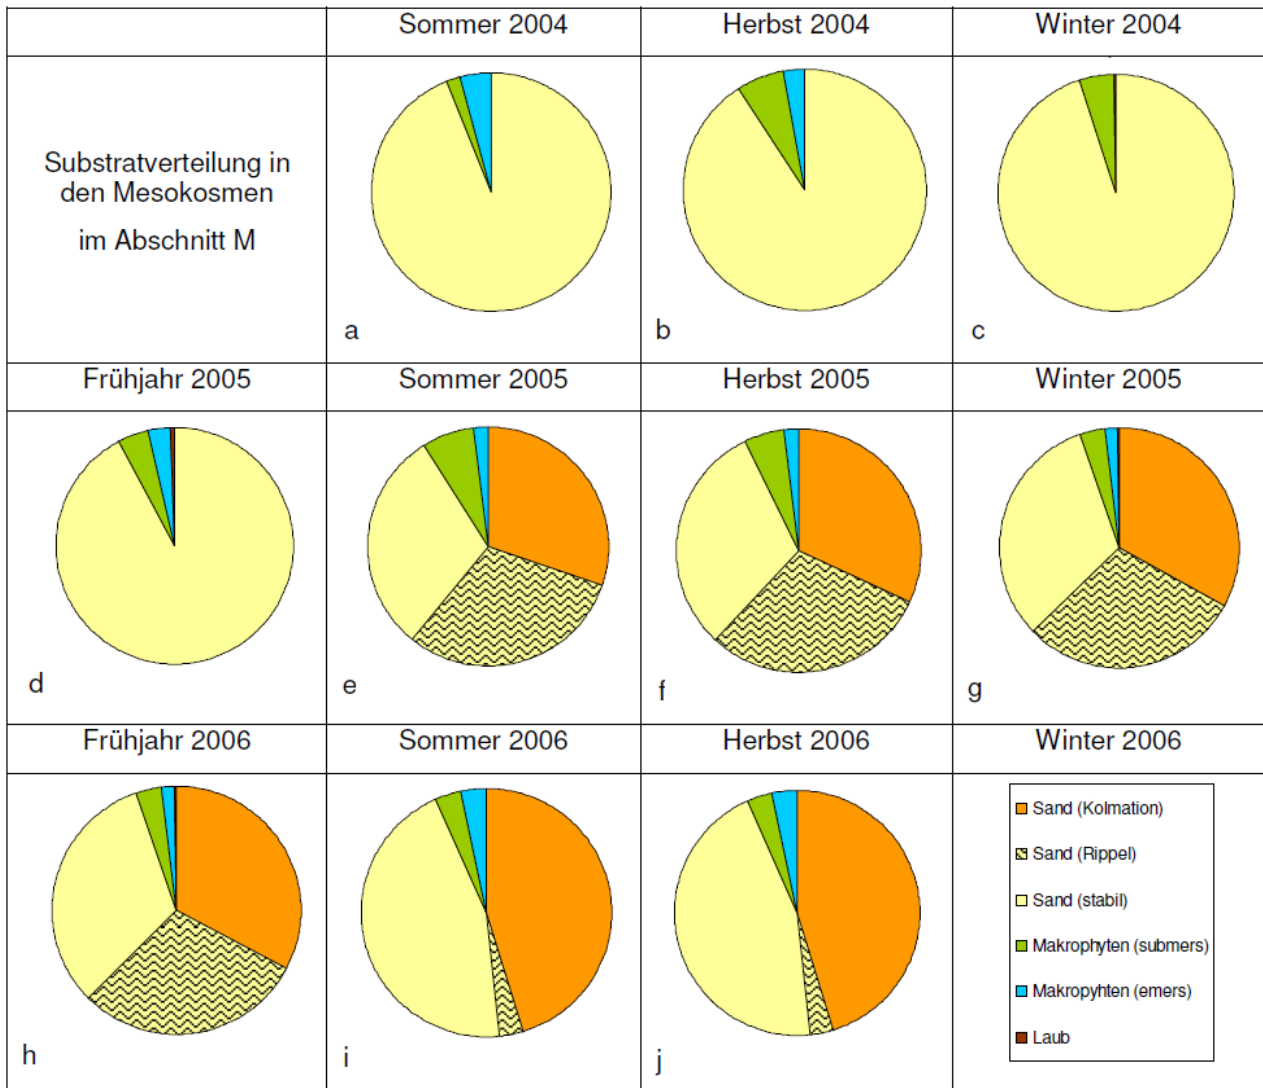 Sommer 2004
Herbst 2004
Winter 2004
Substratverteilung in
den Mesokosmen
im Abschnitt M
a
b
c
Frühjahr 2005
Sommer 2005
Herbst 2005
Winter 2005
d
e
f
g
Frühjahr 2006
Sommer 2006
Herbst 2006
Winter 2006
h
i
j
Sand (Kolmation)
Sand (Rippel)
Sand (stabil)
Makrophyten (submers)
Makropyhten (emers)
Laub